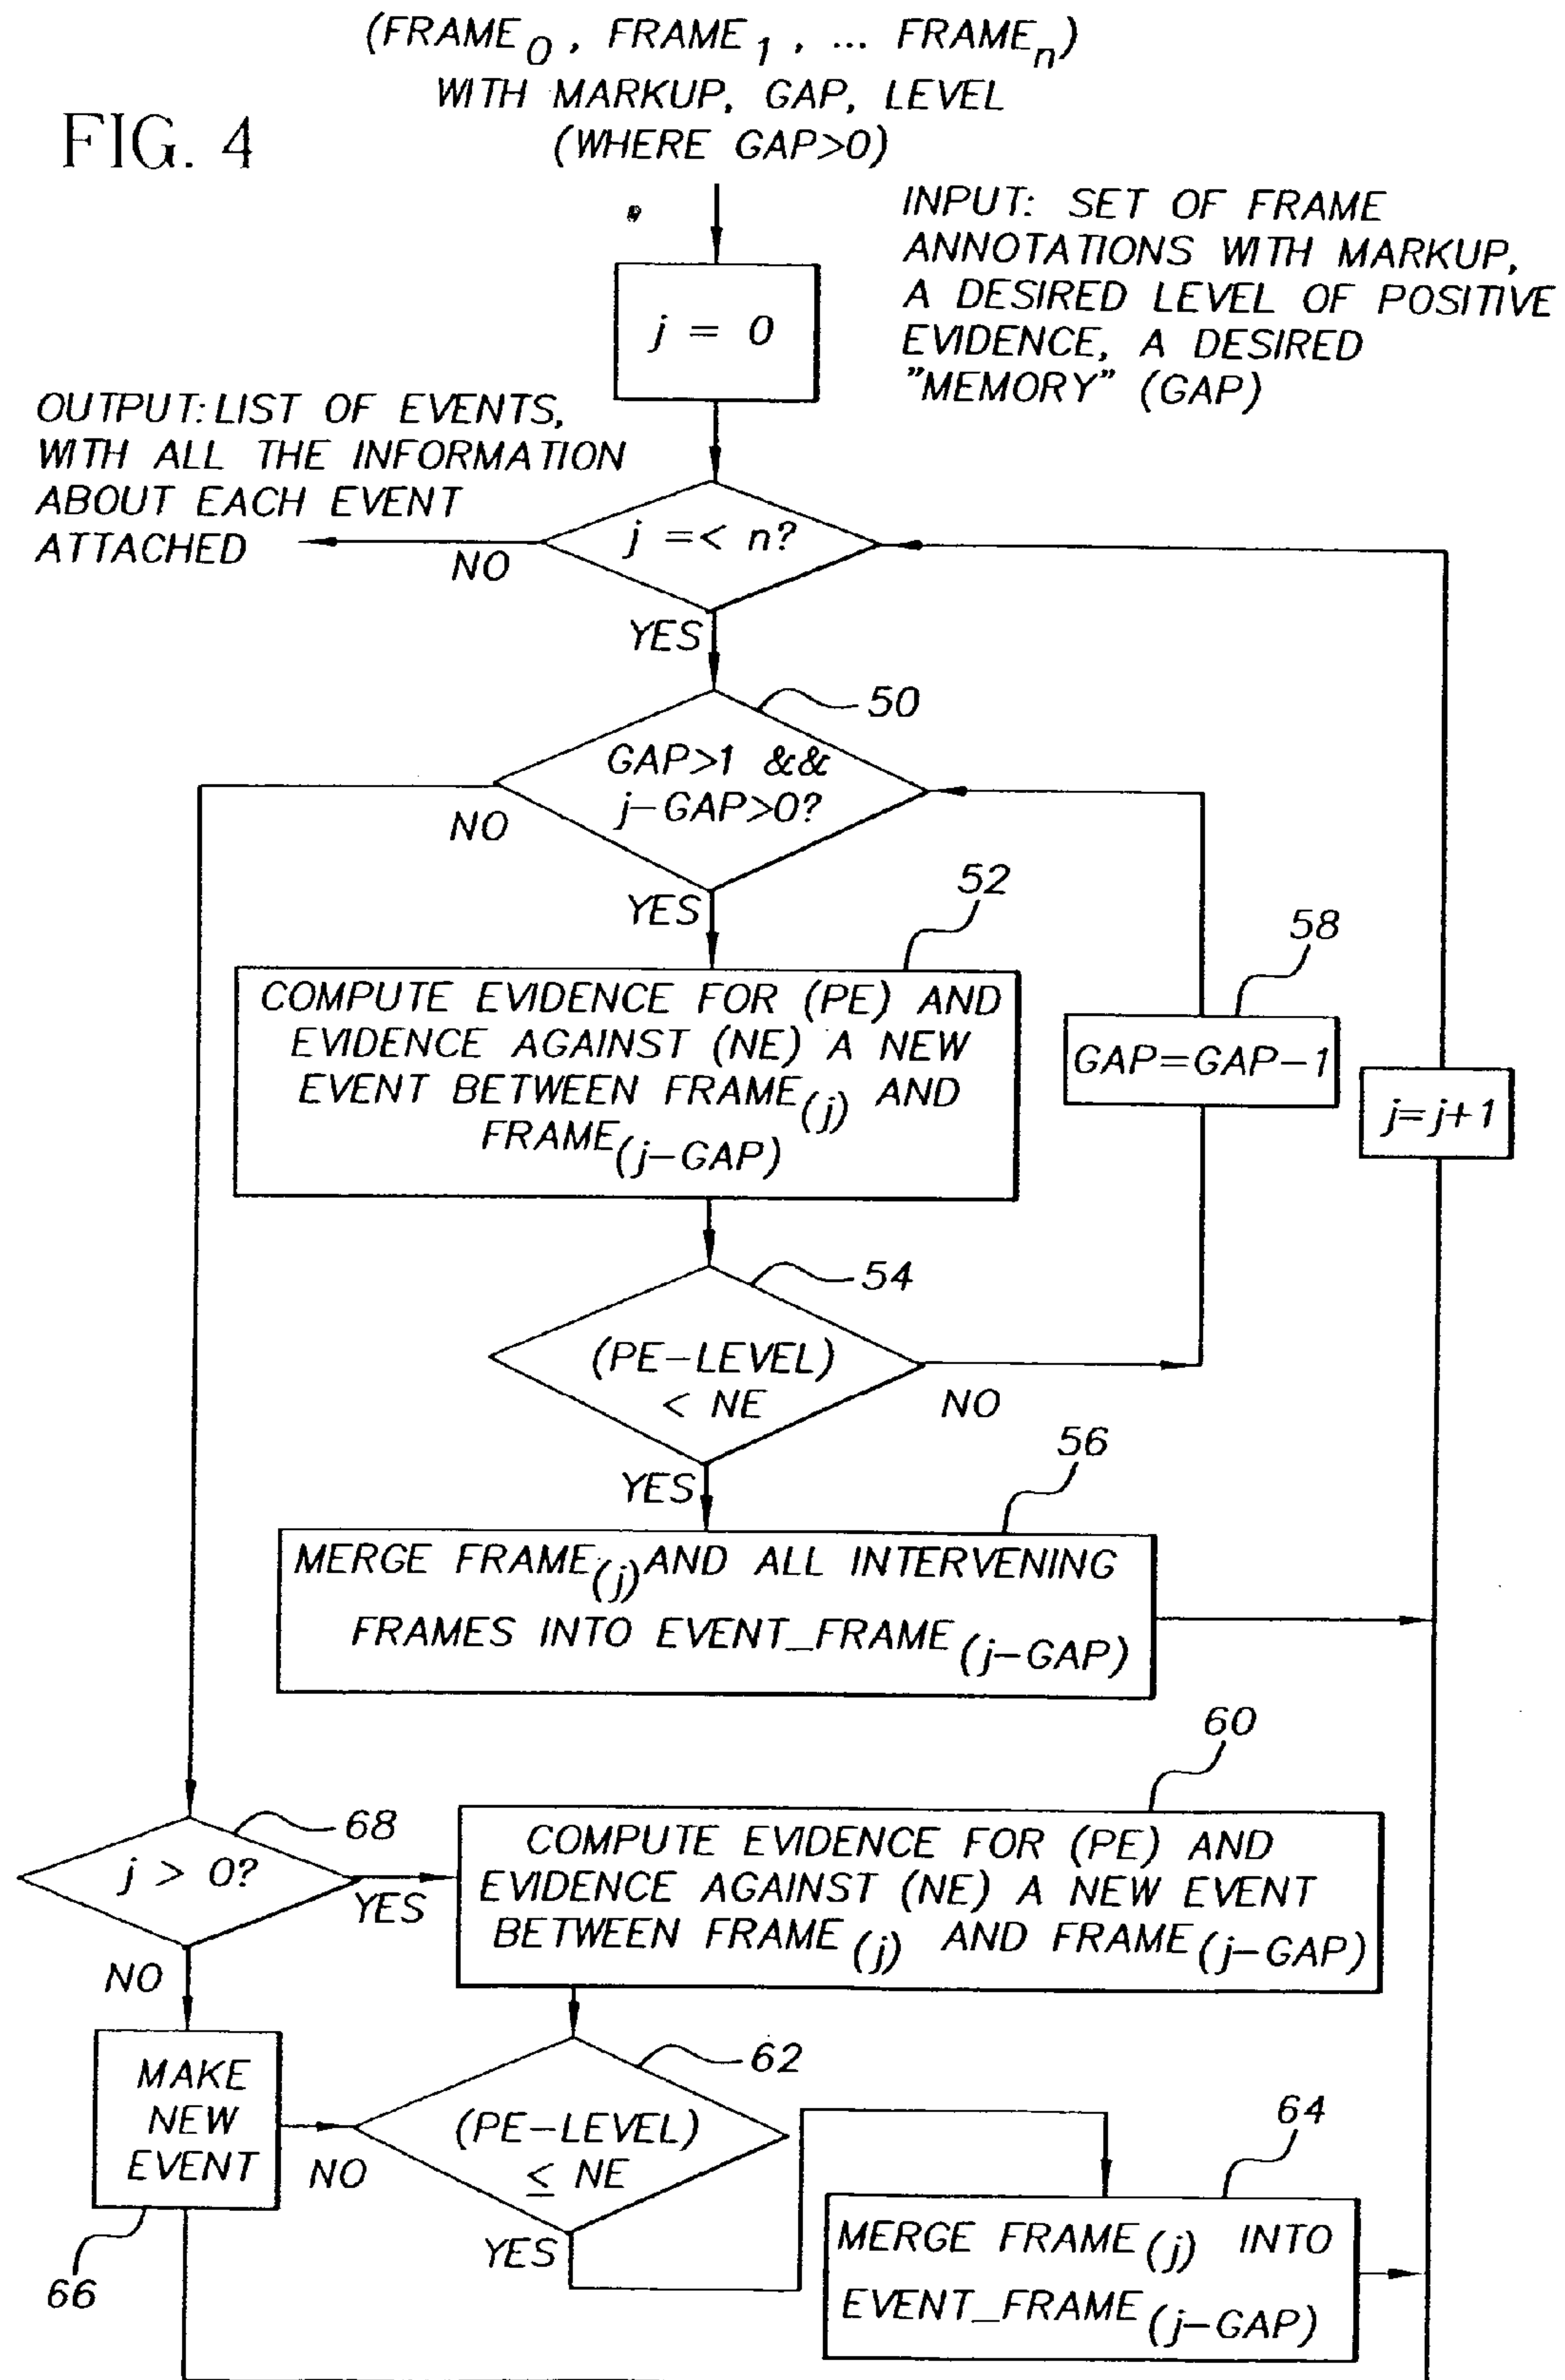 (FRAME0, FRAME1, ... FRAMEn)
WITH MARKUP, GAP, LEVEL
(WHERE GAP>0)
FIG. 4
INPUT: SET OF FRAME
ANNOTATIONS WITH MARKUP,
A DESIRED LEVEL OF POSITIVE
EVIDENCE, A DESIRED
"MEMORY" (GAP)
j = 0
OUTPUT: LIST OF EVENTS,
WITH ALL THE INFORMATION
ABOUT EACH EVENT
ATTACHED
j =< n?
NO
YES
50
GAP>1 &&
j-GAP>0?
NO
YES
52
COMPUTE EVIDENCE FOR (PE) AND
EVIDENCE AGAINST (NE) A NEW
EVENT BETWEEN FRAME(j) AND
FRAME(j-GAP)
58
GAP=GAP-1
j=j+1
54
(PE-LEVEL)
< NE
NO
YES
56
MERGE FRAME(j) AND ALL INTERVENING
FRAMES INTO EVENT_FRAME(j-GAP)
68
j > 0?
YES
NO
60
COMPUTE EVIDENCE FOR (PE) AND
EVIDENCE AGAINST (NE) A NEW EVENT
BETWEEN FRAME(j) AND FRAME(j-GAP)
62
(PE-LEVEL)
≤ NE
NO
YES
MAKE
NEW
EVENT
66
64
MERGE FRAME(j) INTO
EVENT_FRAME(j-GAP)